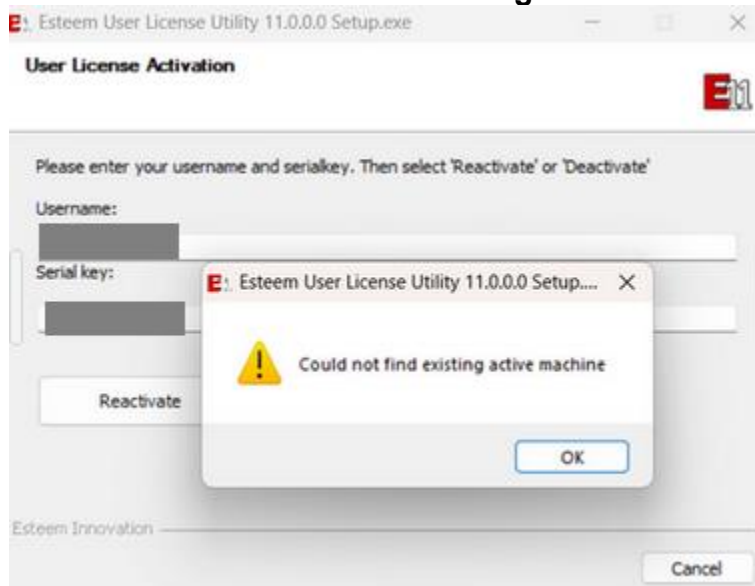 Esteem User License Utility 11.0.0.0 Setup.exe
User License Activation
E11
Please enter your username and serialkey. Then select 'Reactivate' or 'Deactivate'
Username:
Serial key:
Esteem User License Utility 11.0.0.0 Setup....
Could not find existing active machine
Reactivate
OK
Esteem Innovation
Cancel